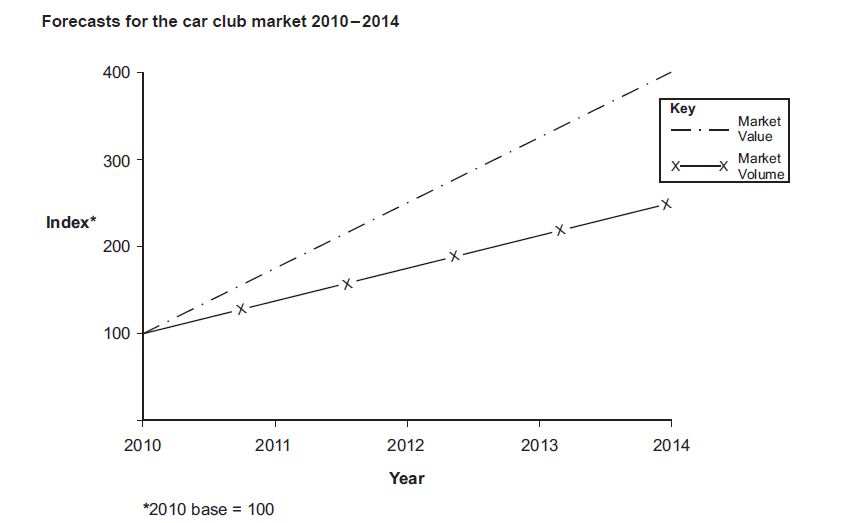 Forecasts for the car club market 2010–2014
400
300
200
100
Index*
Key
Market
Value
X X Market
Volume
X X X X X
2010 2011 2012 2013 2014
Year
*2010 base = 100